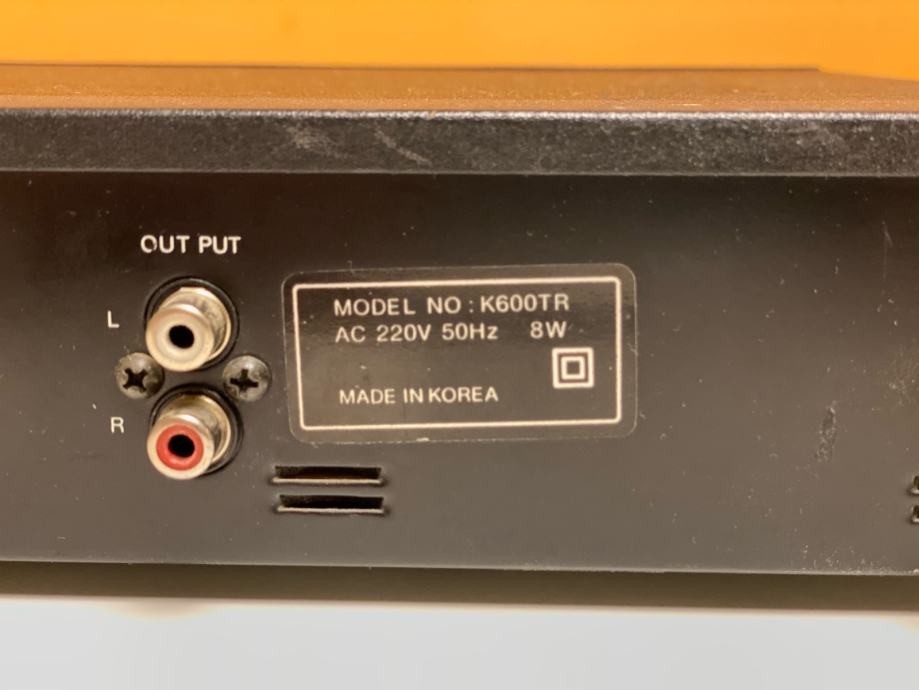 OUT PUT
L
R
MODEL NO : K600TR
AC 220V 50Hz 8W
MADE IN KOREA